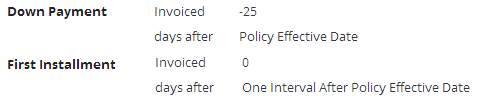 Down Payment Invoiced -25
days after Policy Effective Date
First Installment Invoiced 0
days after One Interval After Policy Effective Date